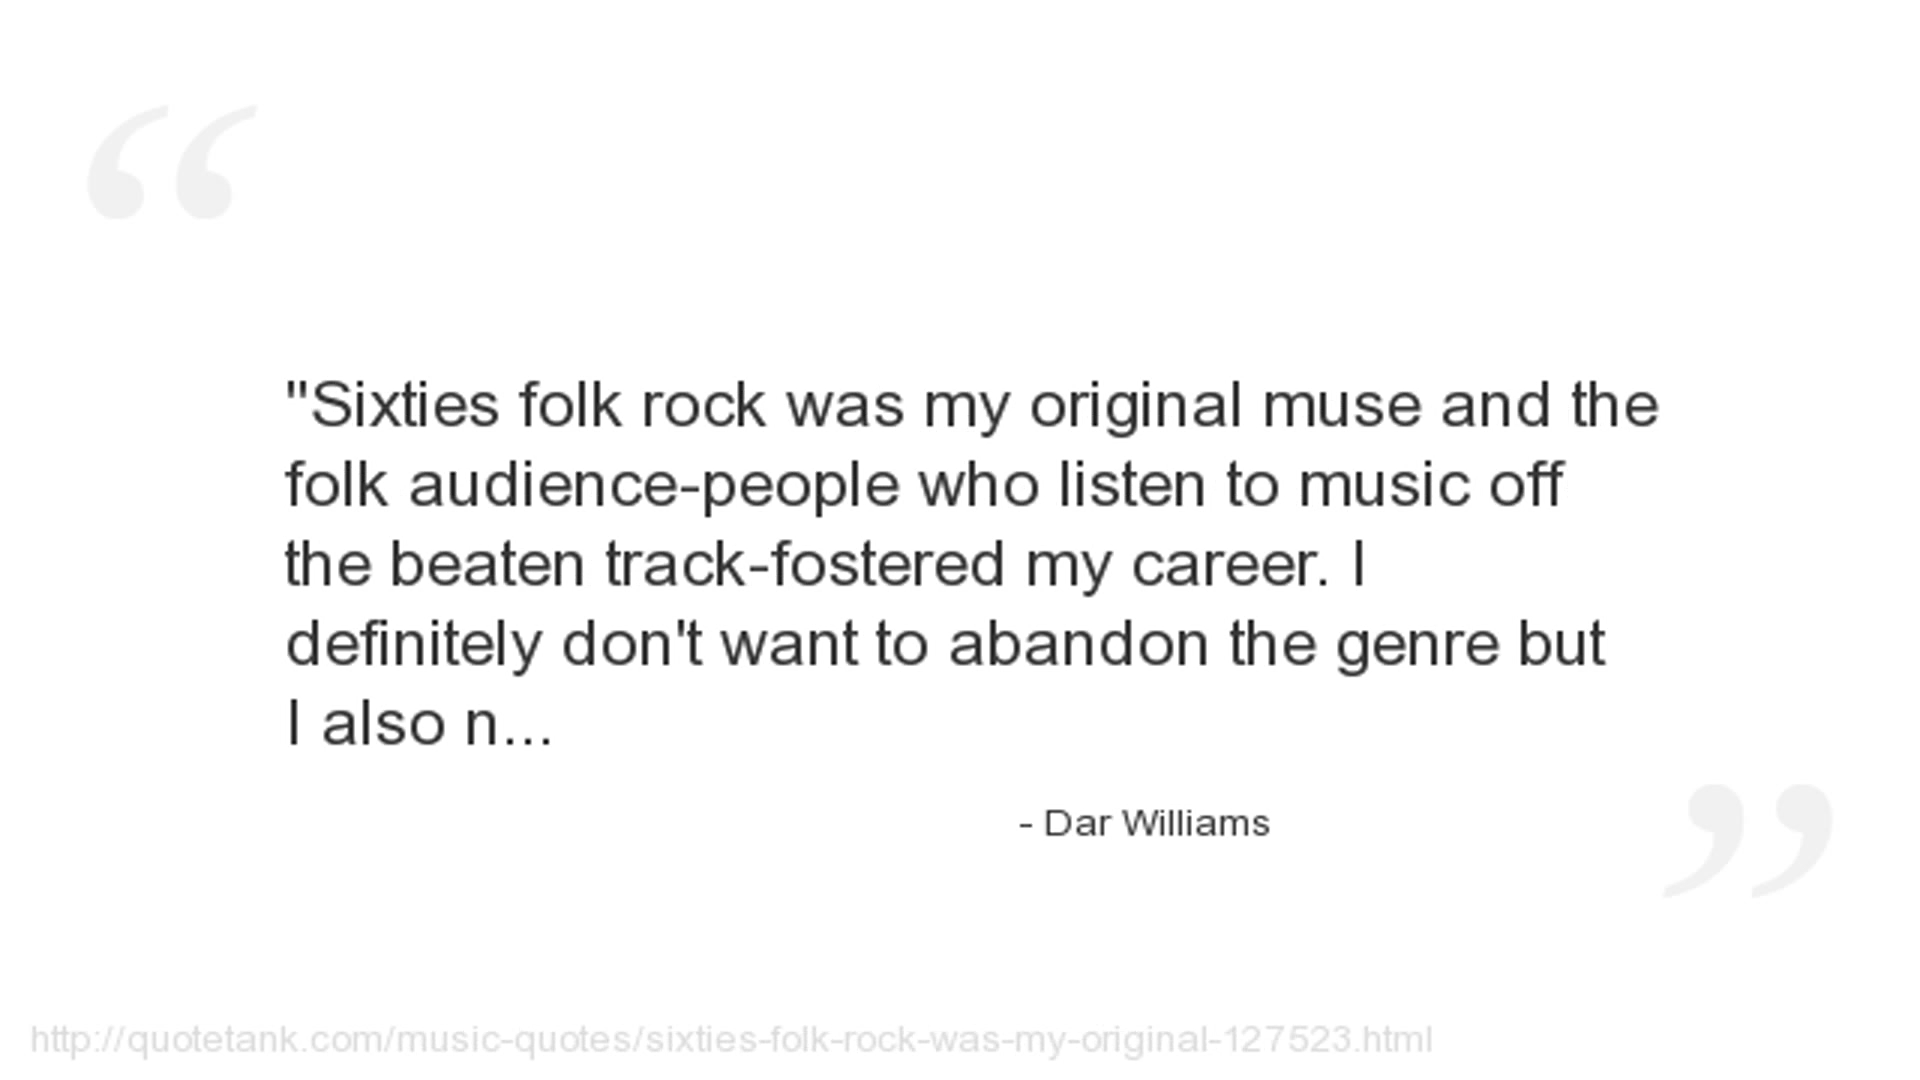 "Sixties folk rock was my original muse and the
folk audience-people who listen to music off
the beaten track-fostered my career. I
definitely don't want to abandon the genre but
I also n...
- Dar Williams
http://quotetank.com/music-quotes/sixties-folk-rock-was-my-original-127523.html